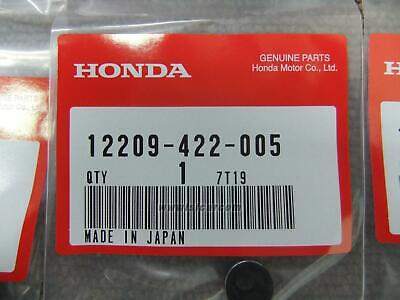 GENUINE PARTS
HONDA
Honda Motor Co., Ltd.
12209-422-005
QTY 1 7T19
MADE IN JAPAN
H